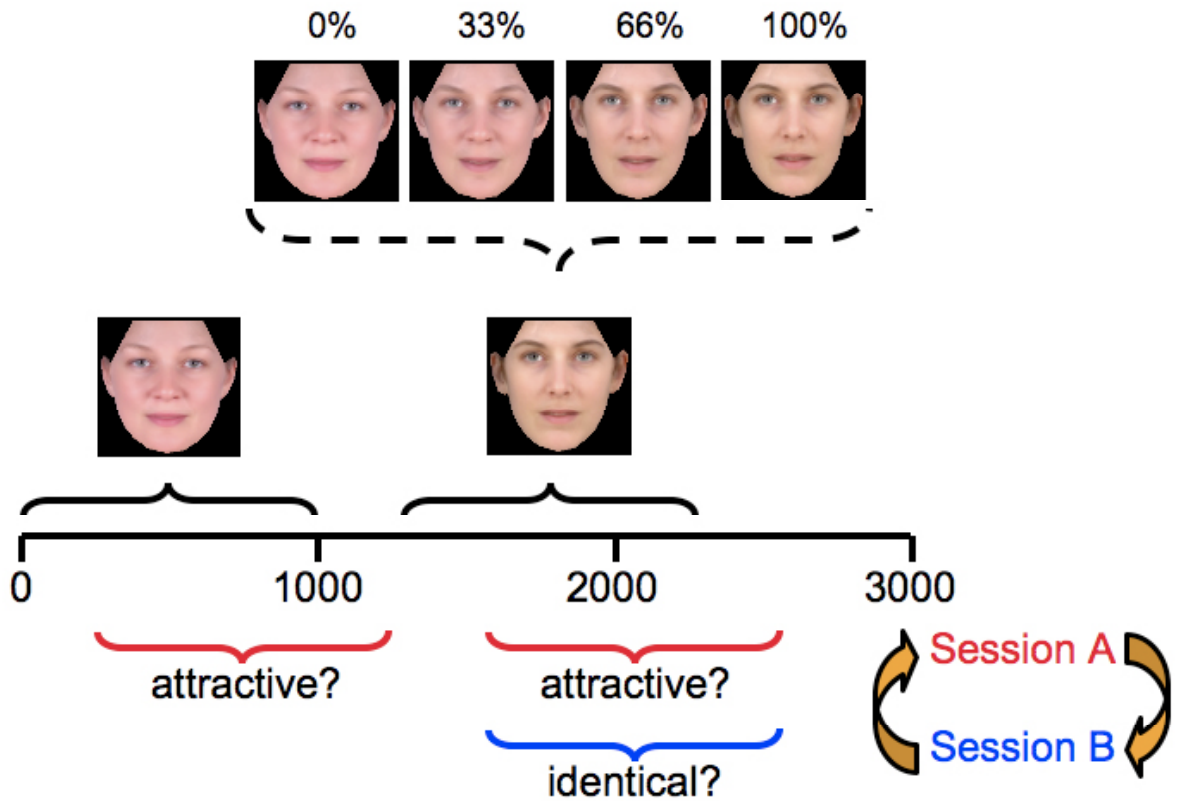 0% 33% 66% 100%
0 1000 2000 3000
attractive? attractive? Session A
identical? Session B